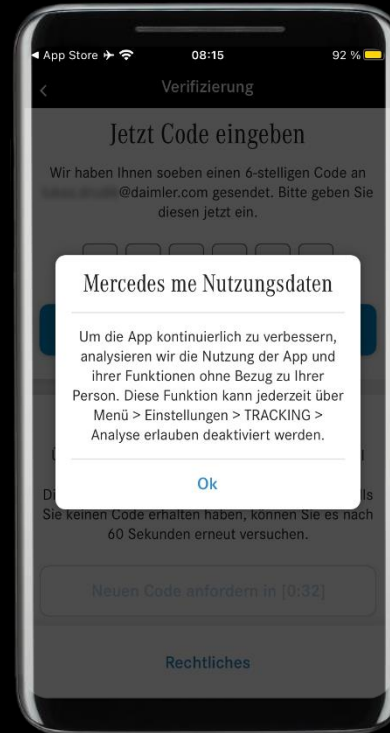 App Store 08:15 92 %
Verifizierung
Jetzt Code eingeben
Wir haben Ihnen soeben einen 6-stelligen Code an
@daimler.com gesendet. Bitte geben Sie
diesen jetzt ein.
Mercedes me Nutzungsdaten
Um die App kontinuierlich zu verbessern,
analysieren wir die Nutzung der App und
ihrer Funktionen ohne Bezug zu Ihrer
Person. Diese Funktion kann jederzeit über
Menü > Einstellungen > TRACKING >
Analyse erlauben deaktiviert werden.
Ok
Sie keinen Code erhalten haben, können Sie es nach
60 Sekunden erneut versuchen.
Neuen Code anfordern in [0:32]
Rechtliches